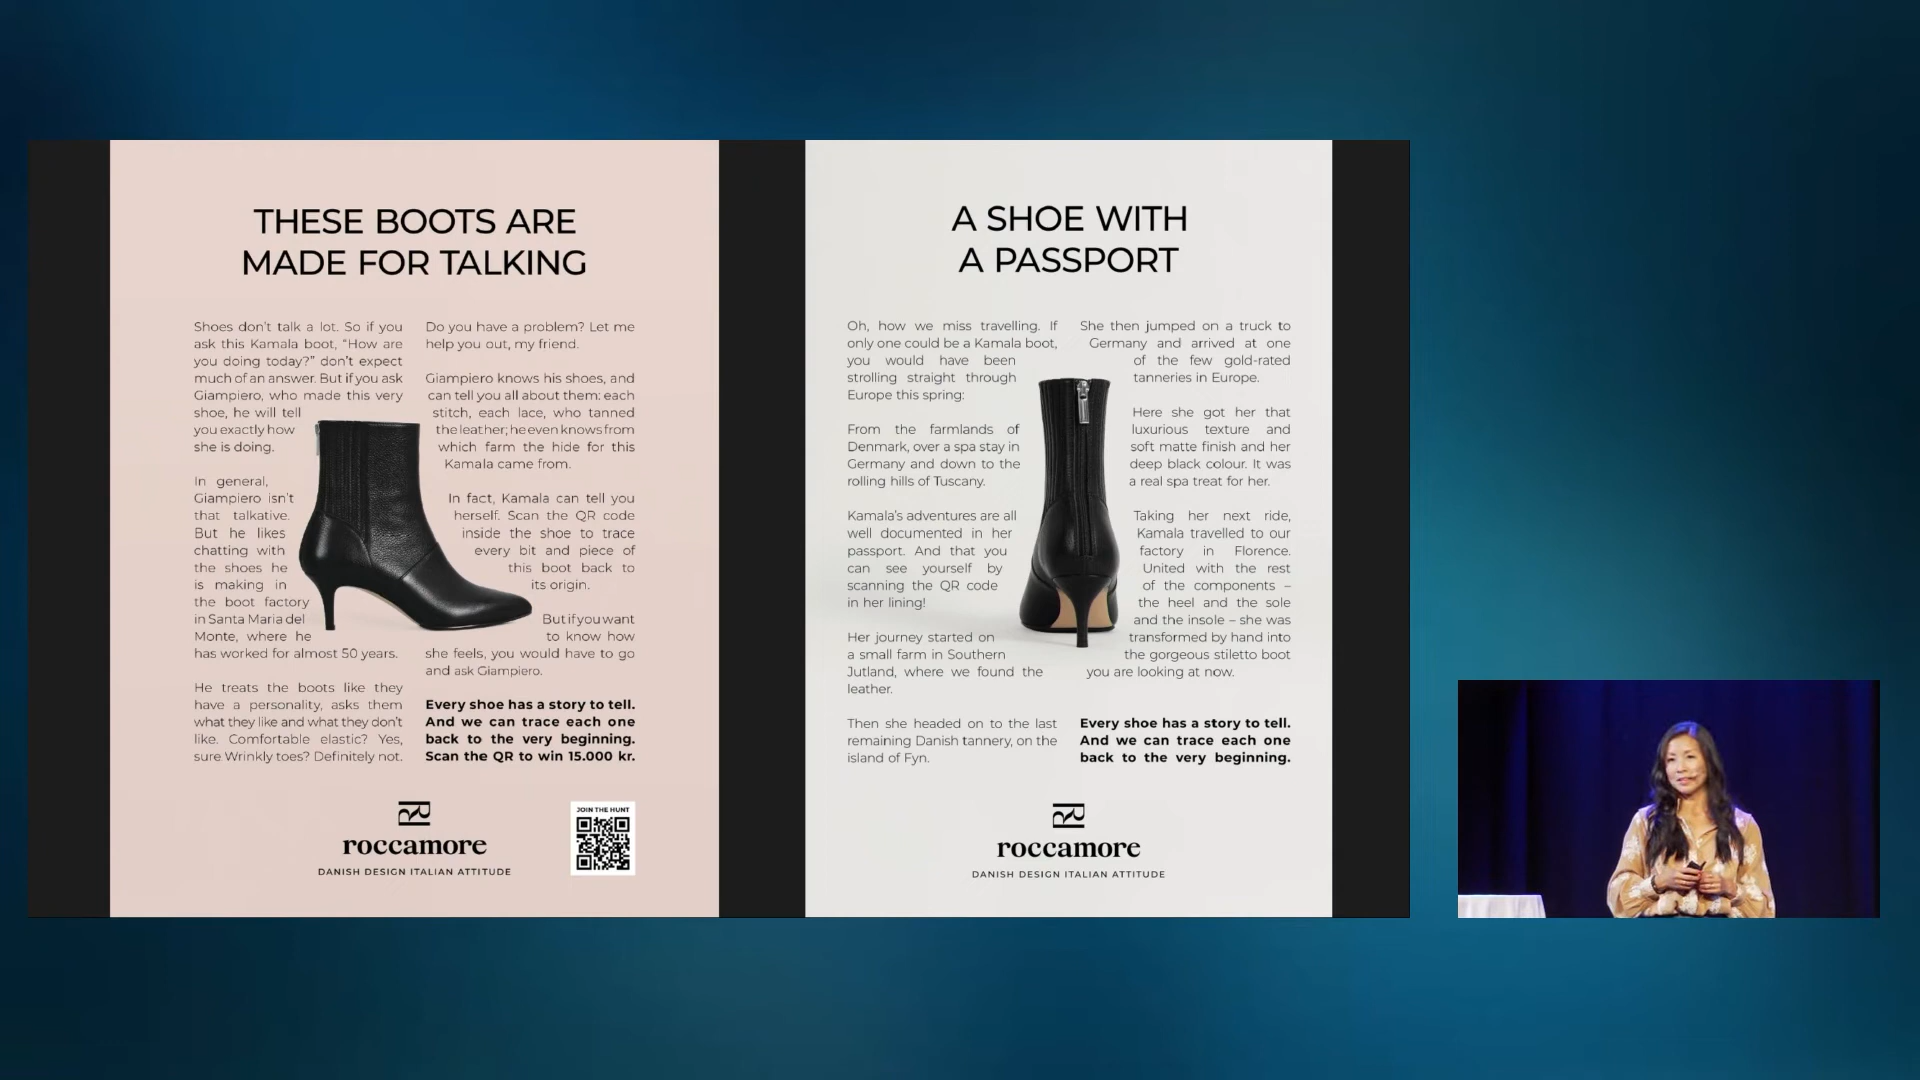 THESE BOOTS ARE
MADE FOR TALKING
Shoes don't talk a lot. So if you
ask this Kamala boot, “How are
you doing today?” don't expect
much of an answer. But if you ask
Giampiero, who made this very
shoe, he will tell
you exactly how
she is doing.
In general,
Giampiero isn't
that talkative.
But he likes
chatting with
the shoes he
is making in
the boot factory
in Santa Maria del
Monte, where he
has worked for almost 50 years.
He treats the boots like they
have a personality, asks them
what they like and what they don't
like. Comfortable elastic? Yes,
sure Wrinkly toes? Definitely not.
Do you have a problem? Let me
help you out, my friend.
Giampiero knows his shoes, and
can tell you all about them: each
stitch, each lace, who tanned
the leather; he even knows from
which farm the hide for this
Kamala came from.
In fact, Kamala can tell you
herself. Scan the QR code
inside the shoe to trace
every bit and piece of
this boot back to
its origin.
But if you want
to know how
she feels, you would have to go
and ask Giampiero.
Every shoe has a story to tell.
And we can trace each one
back to the very beginning.
Scan the QR to win 15.000 kr.
roccamore
DANISH DESIGN ITALIAN ATTITUDE
JOIN THE HUNT
A SHOE WITH
A PASSPORT
Oh, how we miss travelling. If
only one could be a Kamala boot,
you would have been
strolling straight through
Europe this spring:
From the farmlands of
Denmark, over a spa stay in
Germany and down to the
rolling hills of Tuscany.
Kamala's adventures are all
well documented in her
passport. And that you
can see yourself by
scanning the QR code
in her lining!
Her journey started on
a small farm in Southern
Jutland, where we found the
leather.
Then she headed on to the last
remaining Danish tannery, on the
island of Fyn.
She then jumped on a truck to
Germany and arrived at one
of the few gold-rated
tanneries in Europe.
Here she got her that
luxurious texture and
soft matte finish and her
deep black colour. It was
a real spa treat for her.
Taking her next ride,
Kamala travelled to our
factory in Florence.
United with the rest
of the components –
the heel and the sole
and the insole – she was
transformed by hand into
the gorgeous stiletto boot
you are looking at now.
Every shoe has a story to tell.
And we can trace each one
back to the very beginning.
roccamore
DANISH DESIGN ITALIAN ATTITUDE